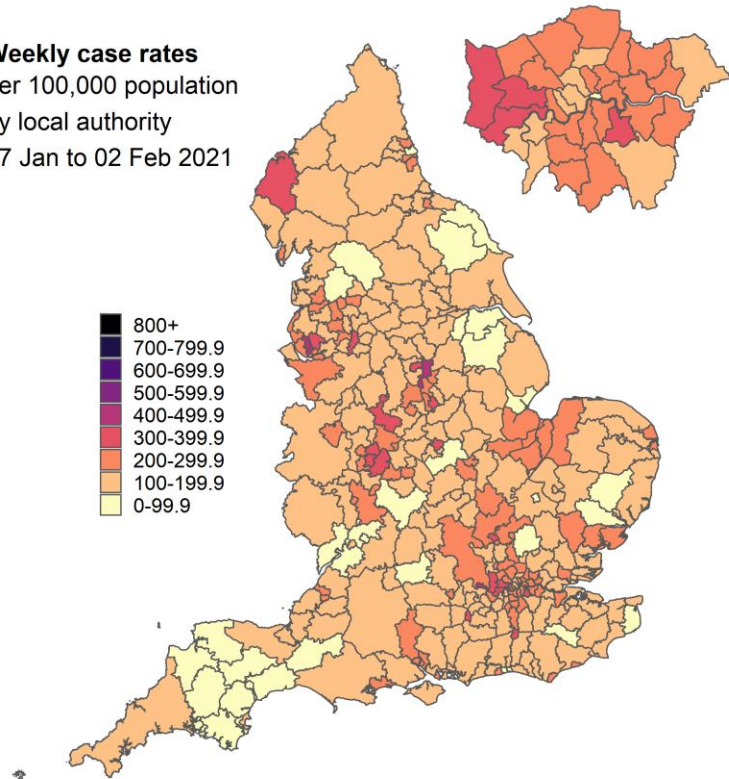 Weekly case rates
er 100,000 population
y local authority
7 Jan to 02 Feb 2021
800+
700-799.9
600-699.9
500-599.9
400-499.9
300-399.9
200-299.9
100-199.9
0-99.9